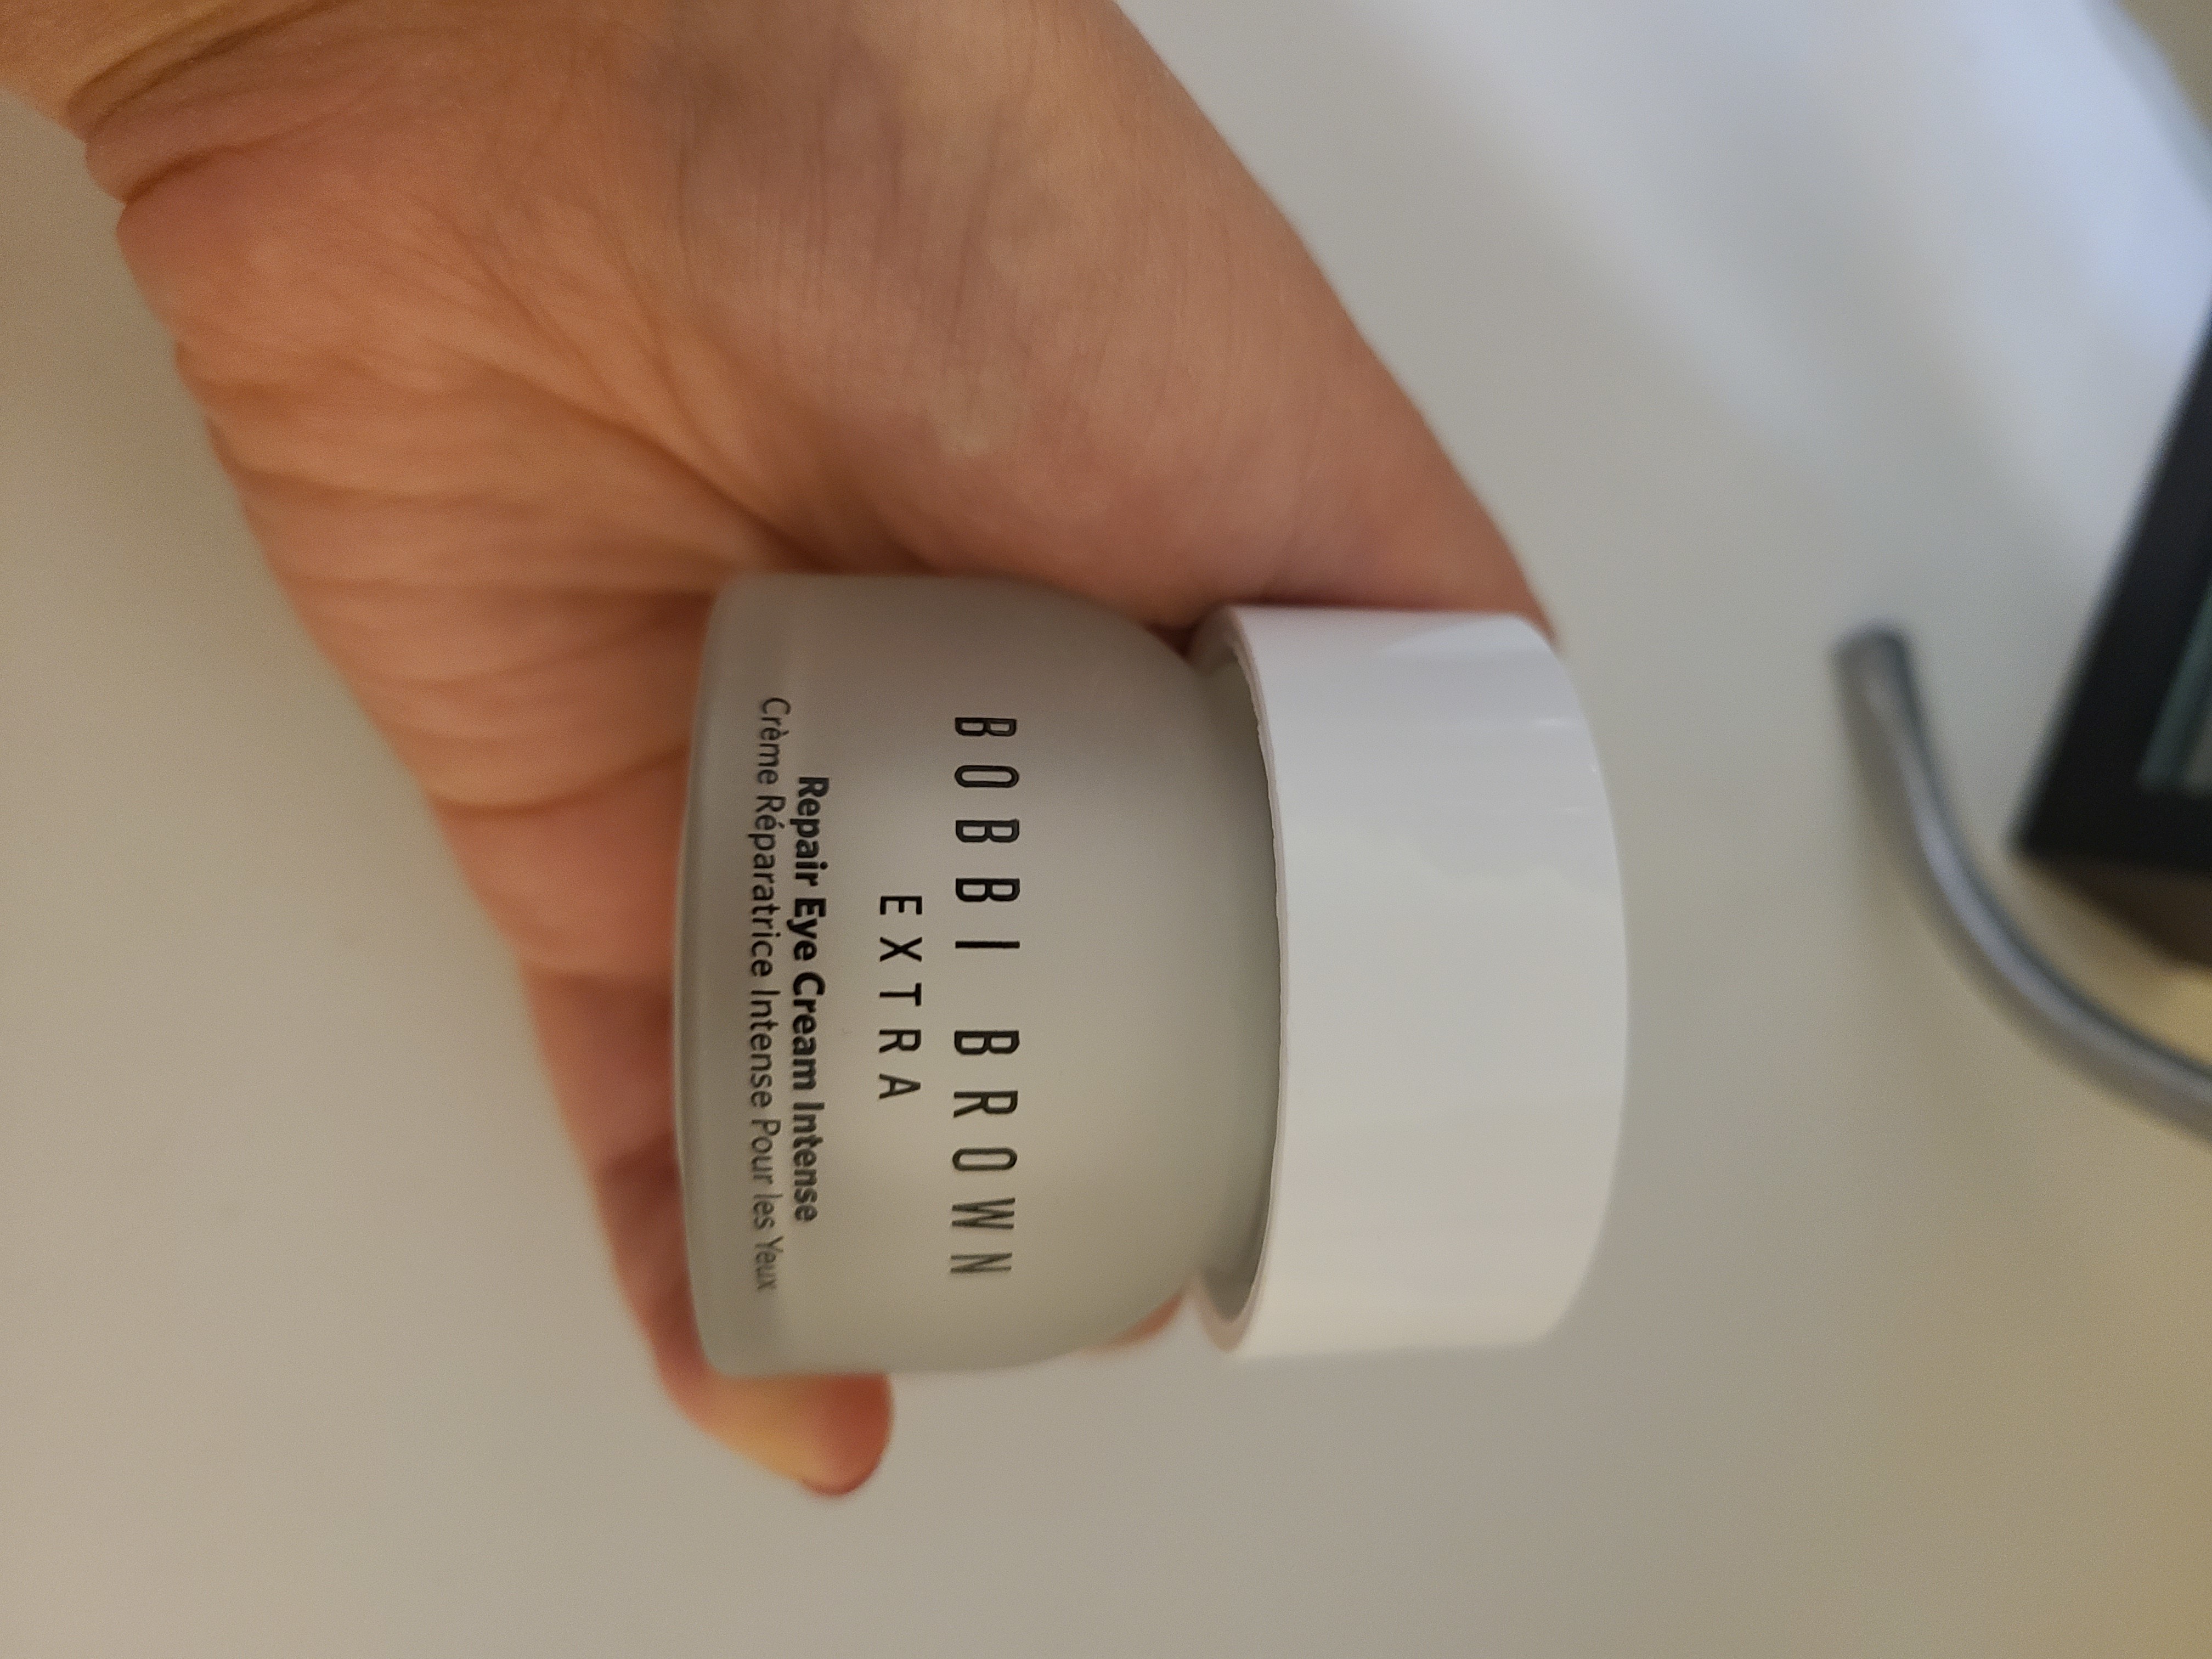 BOBBI BROWN
EXTRA
Repair Eye Cream Intense
Crème Réparatrice Intense Pour les Yeux